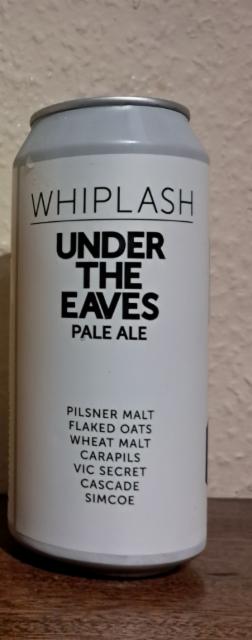 WHIPLASH
UNDER
THE
EAVES
PALE ALE
PILSNER MALT
FLAKED OATS
WHEAT MALT
CARAPILS
VIC SECRET
CASCADE
SIMCOE